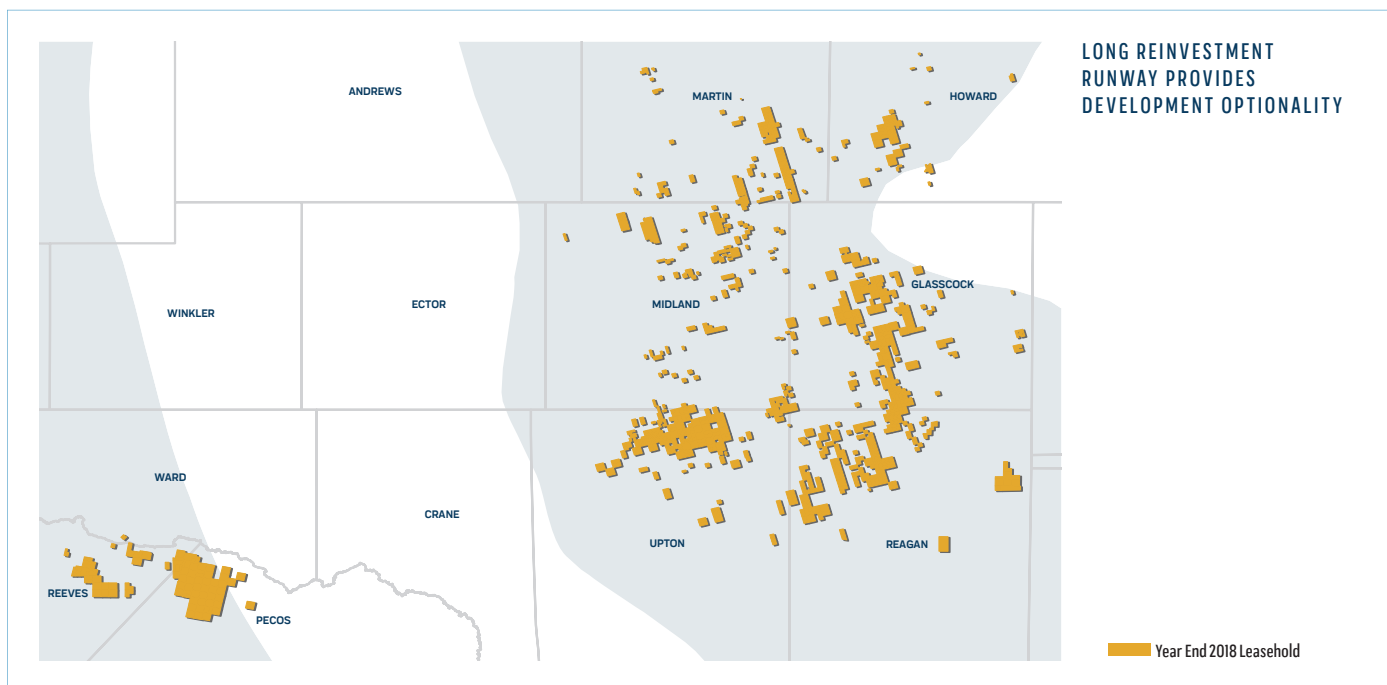 LONG REINVESTMENT
RUNWAY PROVIDES
DEVELOPMENT OPTIONALITY
ANDREWS
MARTIN
HOWARD
WINKLER
ECTOR
MIDLAND
GLASSCOCK
WARD
CRANE
UPTON
REAGAN
REEVES
PECOS
Year End 2018 Leasehold